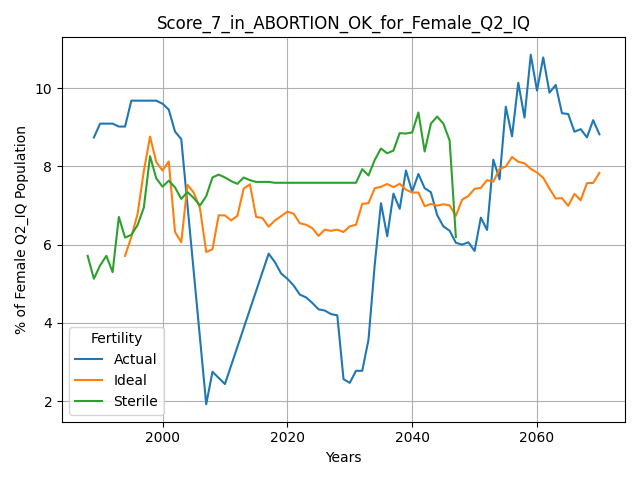 Score_7_in_ABORTION_OK_for_Female_Q2_IQ
% of Female Q2_IQ Population
10
8
6
4
2
Fertility
Actual
Ideal
Sterile
2000
2020
2040
2060
Years